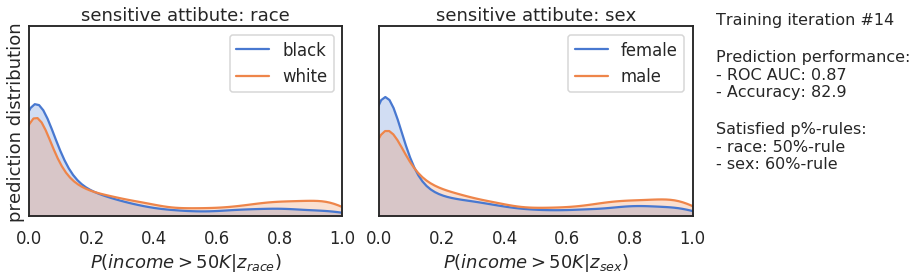 sensitive attibute: race
black
white
prediction distribution
0.0 0.2 0.4 0.6 0.8 1.0
P(income > 50K|z_race)
sensitive attibute: sex
female
male
0.0 0.2 0.4 0.6 0.8 1.0
P(income > 50K|z_sex)
Training iteration #14
Prediction performance:
- ROC AUC: 0.87
- Accuracy: 82.9
Satisfied p%-rules:
- race: 50%-rule
- sex: 60%-rule